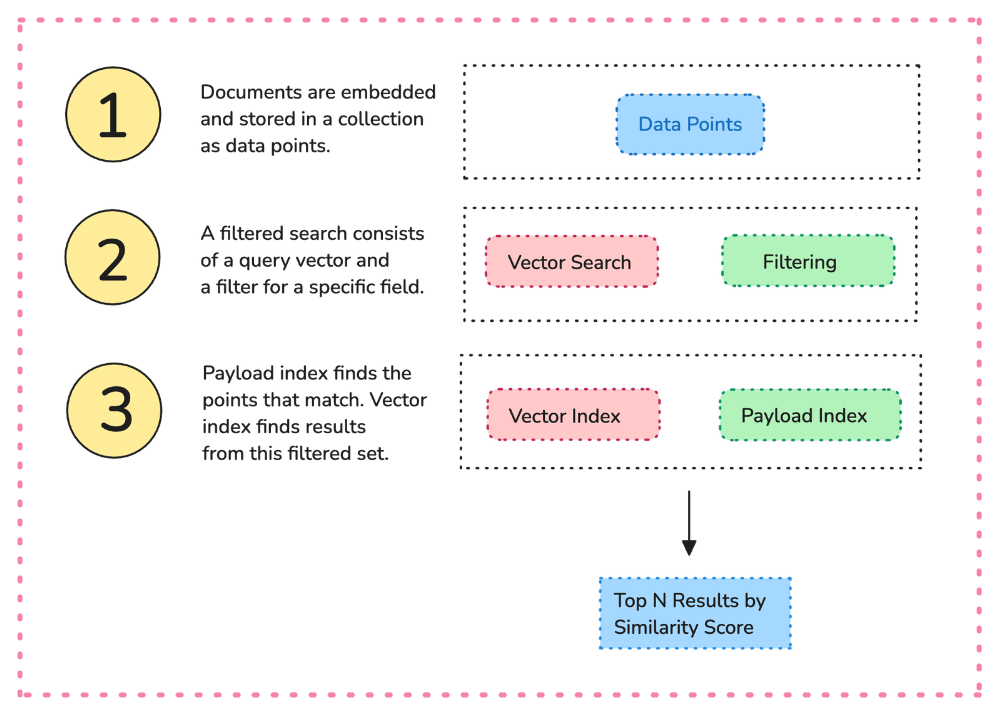 1
Documents are embedded
and stored in a collection
as data points.
Data Points
2
A filtered search consists
of a query vector and
a filter for a specific field.
Vector Search
Filtering
3
Payload index finds the
points that match. Vector
index finds results
from this filtered set.
Vector Index
Payload Index
Top N Results by
Similarity Score